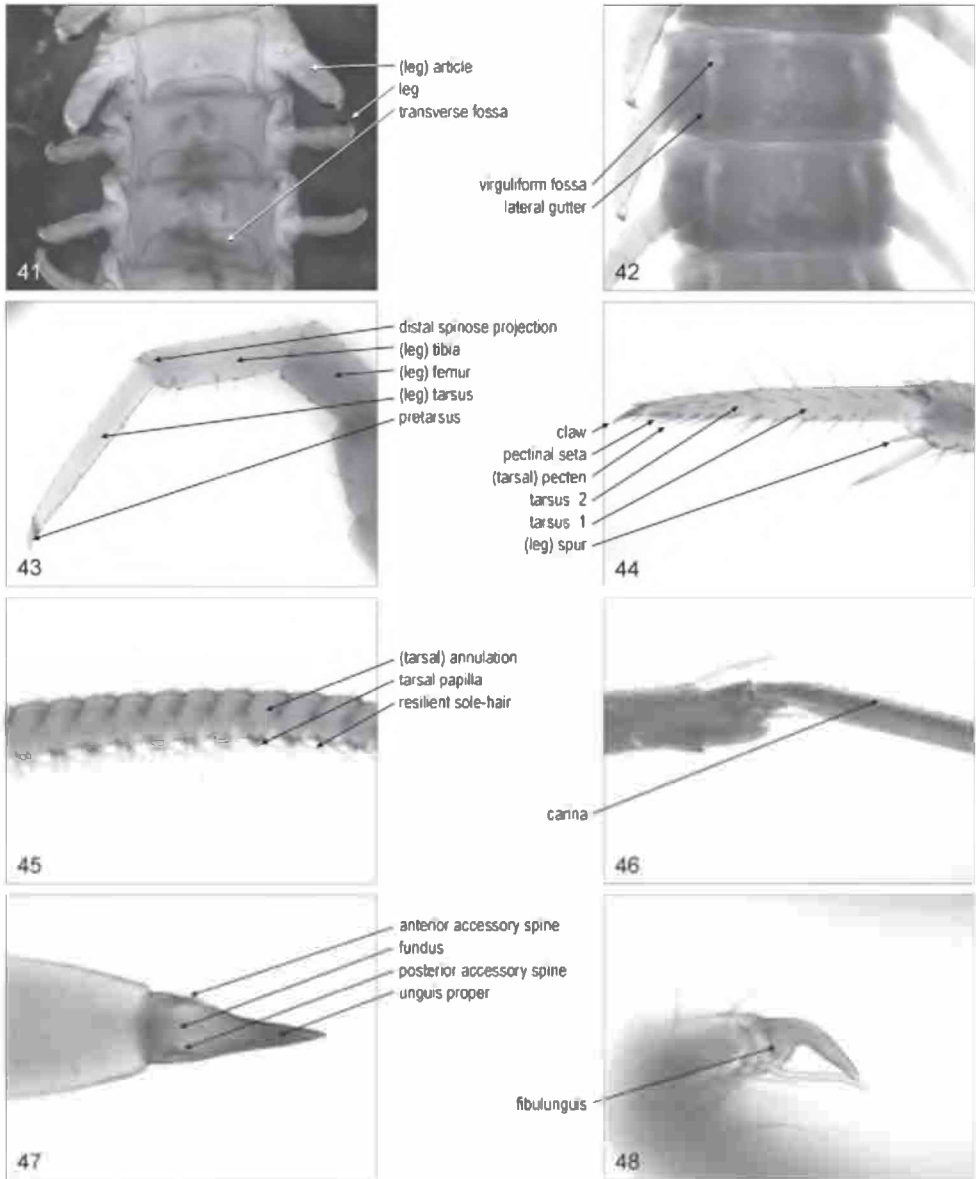 (leg) article
leg
transverse fossa
41
virguliform fossa
lateral gutter
42
distal spinose projection
(leg) tibia
(leg) femur
(leg) tarsus
pretarsus
43
claw
pectinal seta
(tarsal) pecten
tarsus 2
tarsus 1
(leg) spur
44
(tarsal) annulation
tarsal papilla
resilient sole-hair
45
carina
46
anterior accessory spine
fundus
posterior accessory spine
unguis proper
47
fibulunguis
48